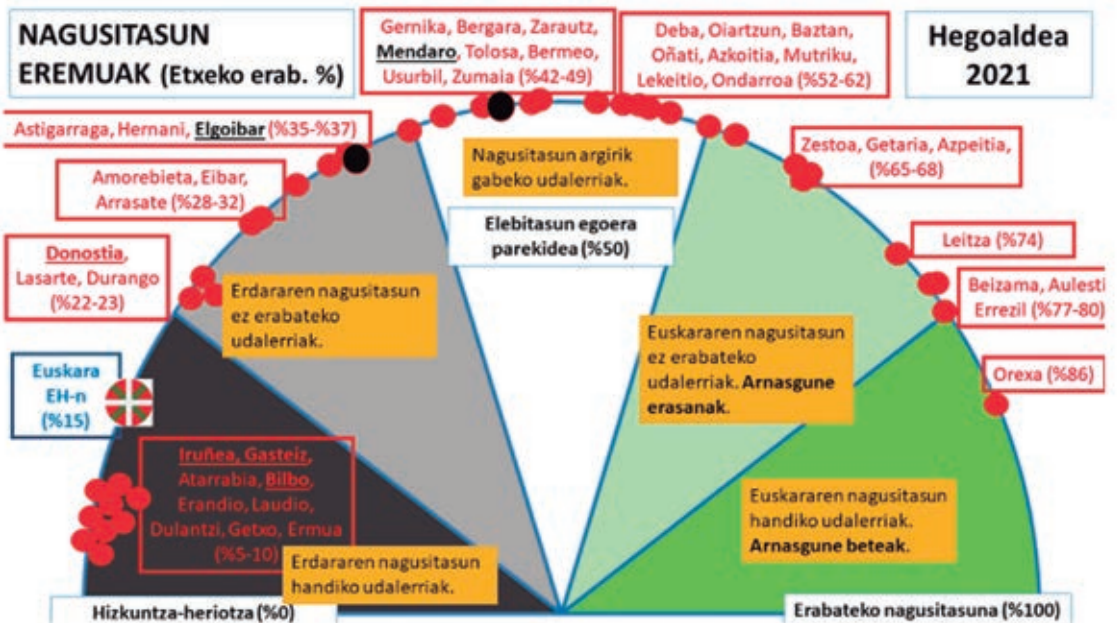 NAGUSITASUN
EREMUAK (Etxeko erab. %)
Gernika, Bergara, Zarautz,
Mendaro, Tolosa, Bermeo,
Usurbil, Zumaia (%42-49)
Deba, Oiartzun, Baztan,
Oñati, Azkoitia, Mutriku,
Lekeitio, Ondarroa (%52-62)
Hegoaldea
2021
Astigarraga, Hernani, Elgoibar (%35-%37)
Nagusitasun argirik
gabeko udalerriak.
Zestoa, Getaria, Azpeitia,
(%65-68)
Amorebieta, Eibar,
Arrasate (%28-32)
Elebitasun egoera
parekidea (%50)
Leitza (%74)
Donostia,
Lasarte, Durango
(%22-23)
Erdararen nagusitasun
ez erabateko
udalerriak.
Beizama, Aulesti
Errezil (%77-80)
Euskararen nagusitasun
ez erabateko
udalerriak. Arnasgune
erasanak.
Euskara
EH-n
(%15)
Orexa (%86)
Iruñea, Gasteiz,
Atarrabia, Bilbo,
Erandio, Laudio,
Dulantzi, Getxo, Ermua
(%5-10)
Euskararen nagusitasun
handiko udalerriak.
Arnasgune beteak.
Erdararen nagusitasun
handiko udalerriak.
Hizkuntza-heriotza (%0)
Erabateko nagusitasuna (%100)